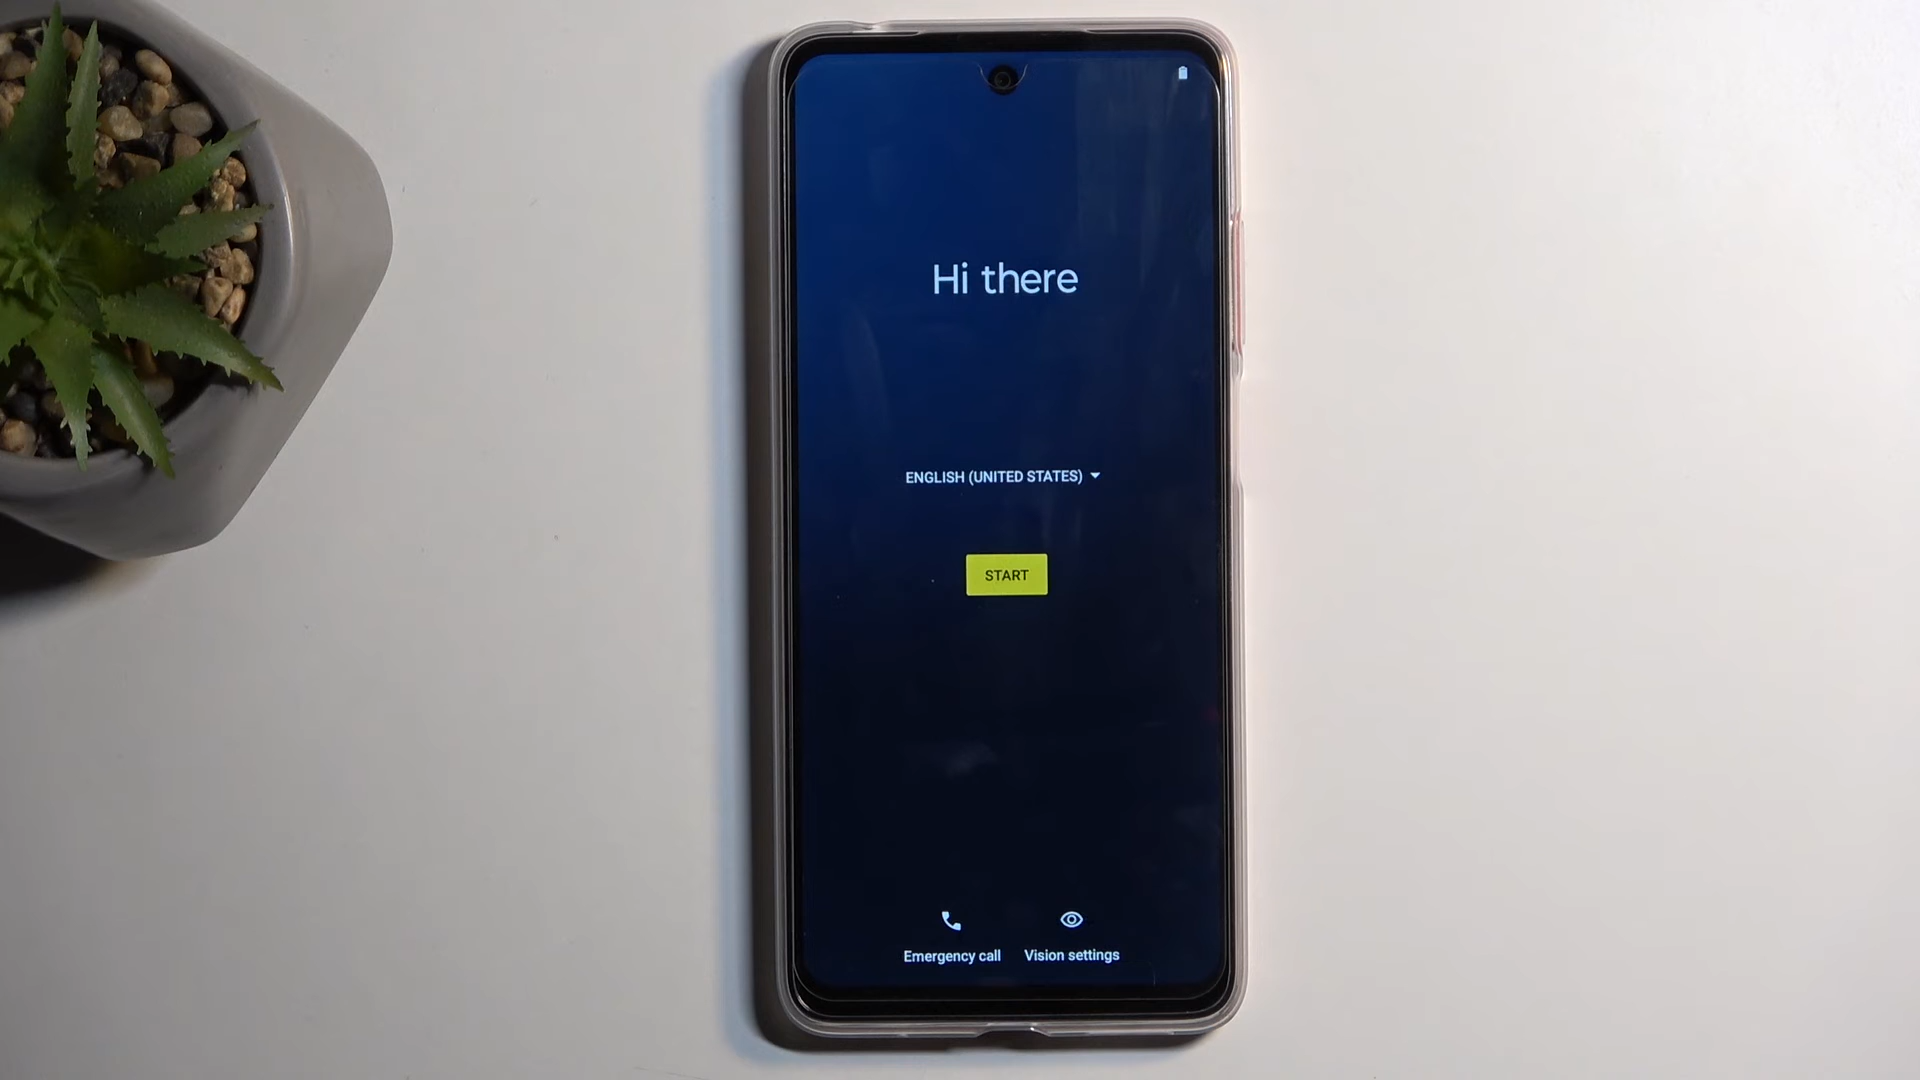 Hi there
ENGLISH (UNITED STATES)
START
Emergency call
Vision settings